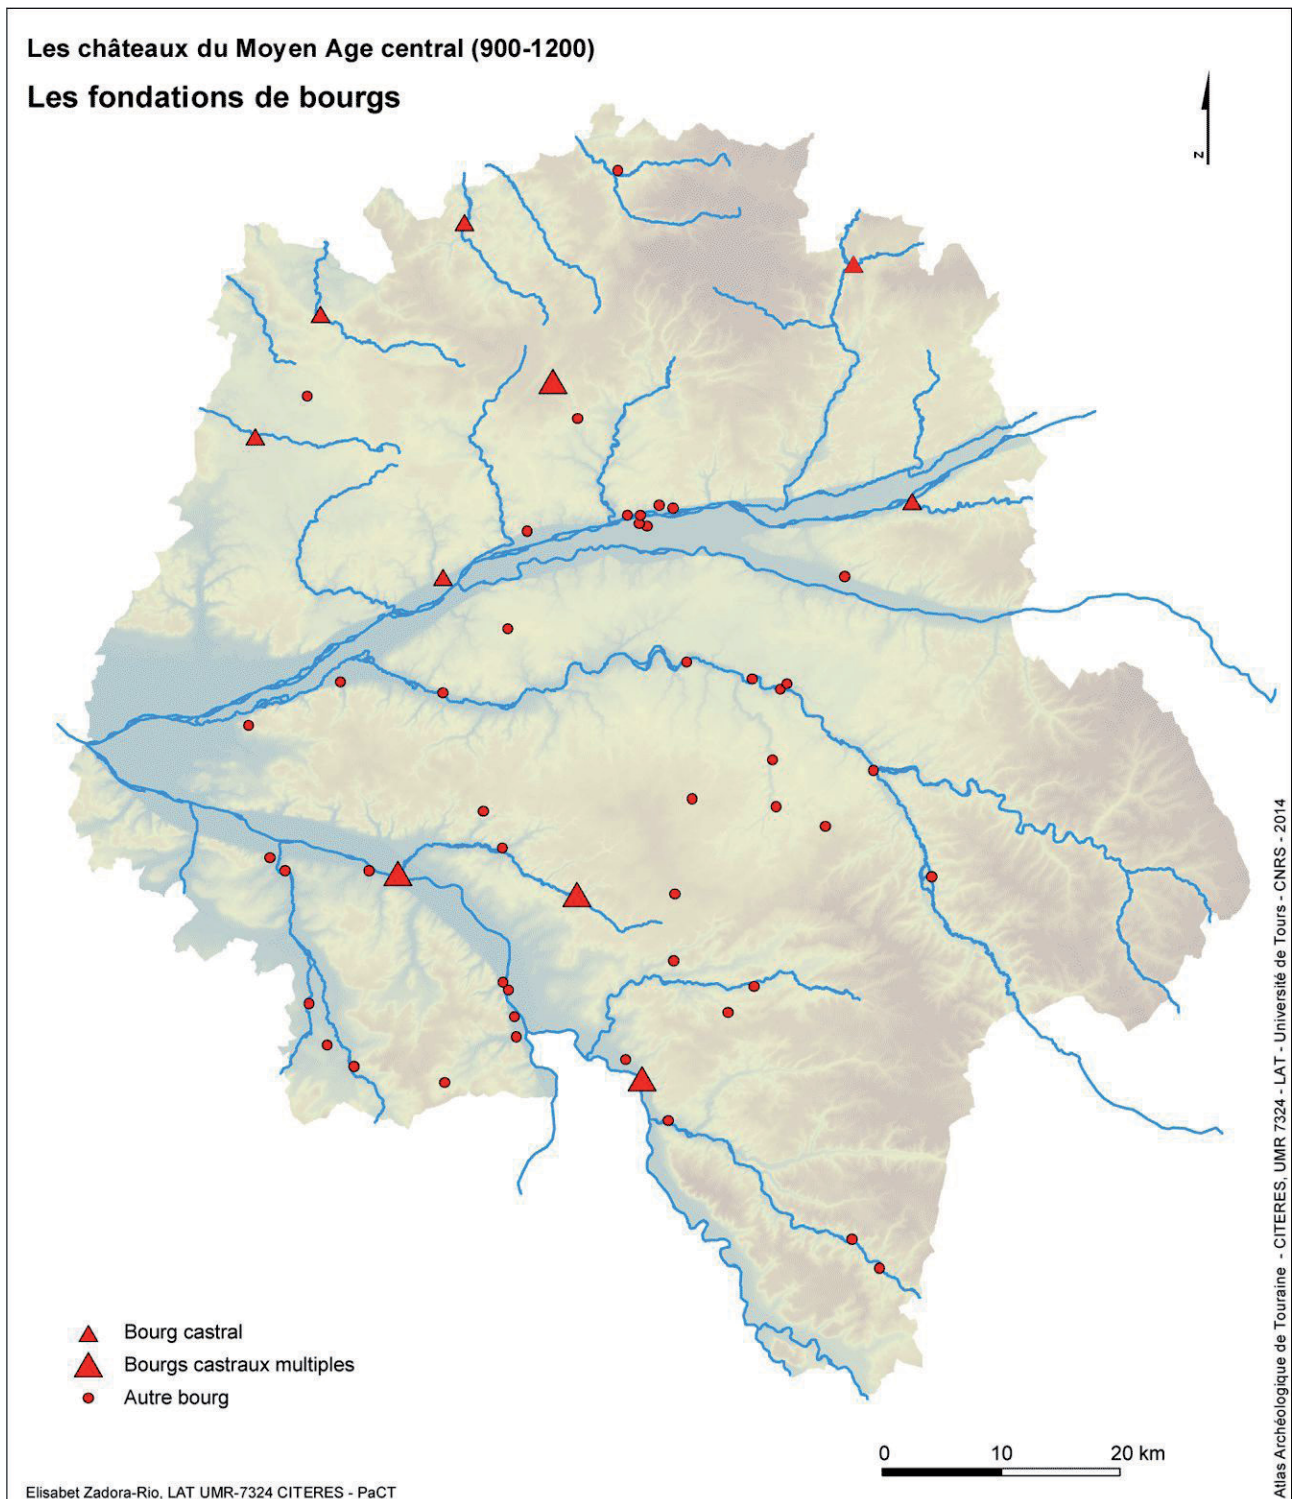 Les châteaux du Moyen Age central (900-1200)
Les fondations de bourgs
z
Bourg castral
Bourgs castraux multiples
Autre bourg
0 10 20 km
Elisabet Zadora-Rio, LAT UMR-7324 CITERES - PaCT
Atlas Archéologique de Touraine - CITERES, UMR 7324 - LAT - Université de Tours - CNRS - 2014